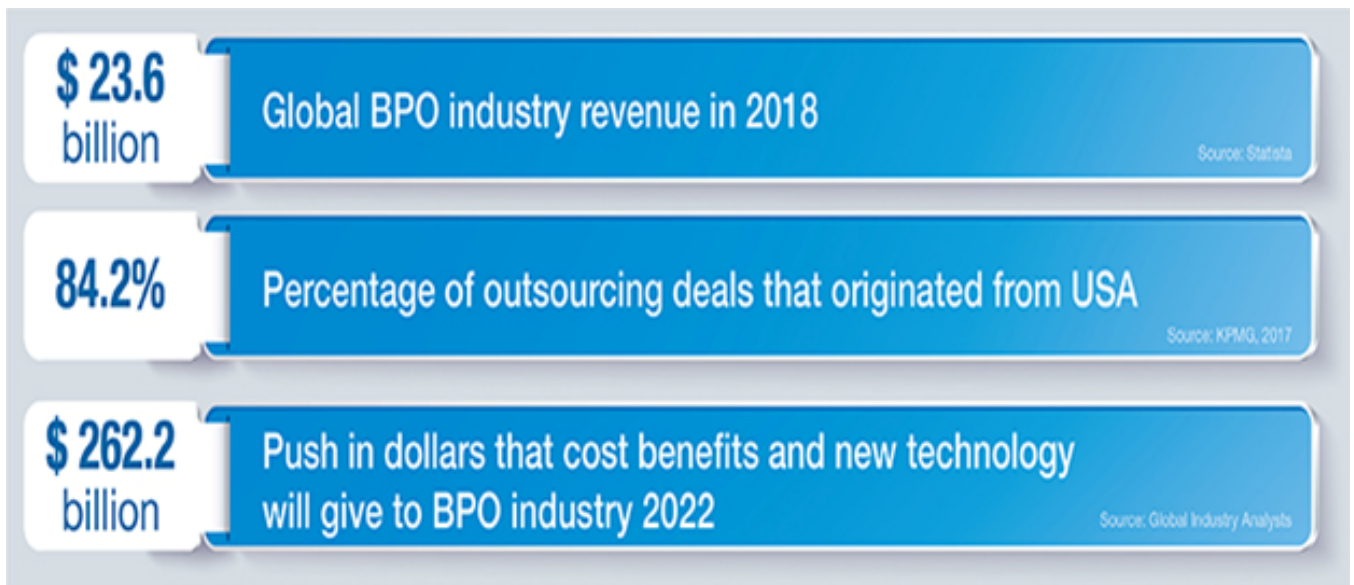 $ 23.6
billion
Global BPO industry revenue in 2018
Source: Statista
84.2%
Percentage of outsourcing deals that originated from USA
Source: KPMG, 2017
$ 262.2
billion
Push in dollars that cost benefits and new technology
will give to BPO industry 2022
Source: Global Industry Analysts